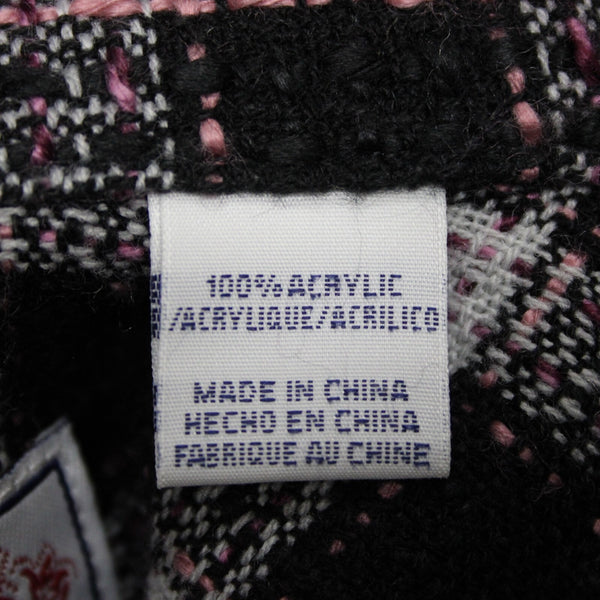 100% ACRYLIC
/ACRYLIQUE/ACRILICO
MADE IN CHINA
HECHO EN CHINA
FABRIQUE AU CHINE